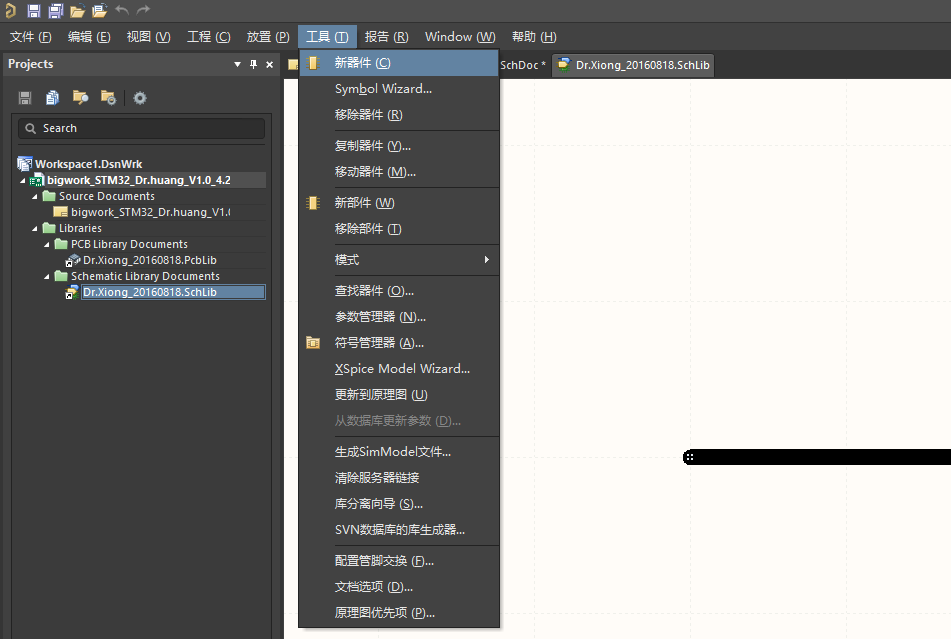 文件 (F) 编辑 (E) 视图 (V) 工程 (C) 放置 (P) 工具 (T) 报告 (R) Window (W) 帮助 (H)
Projects
SchDoc * Dr.Xiong_20160818.SchLib
Search
Workspace1.DsnWrk
bigwork_STM32_Dr.huang_V1.0_4.2
Source Documents
bigwork_STM32_Dr.huang_V1.0
Libraries
PCB Library Documents
Dr.Xiong_20160818.PcbLib
Schematic Library Documents
Dr.Xiong_20160818.SchLib
新器件 (C)
Symbol Wizard...
移除器件 (R)
复制器件 (Y)...
移动器件 (M)...
新部件 (W)
移除部件 (T)
模式
查找器件 (O)...
参数管理器 (N)...
符号管理器 (A)...
XSpice Model Wizard...
更新到原理图 (U)
从数据库更新参数 (D)...
生成SimModel文件...
清除服务器链接
库分离向导 (S)...
SVN数据库的库生成器...
配置管脚交换 (F)...
文档选项 (D)...
原理图优先项 (P)...